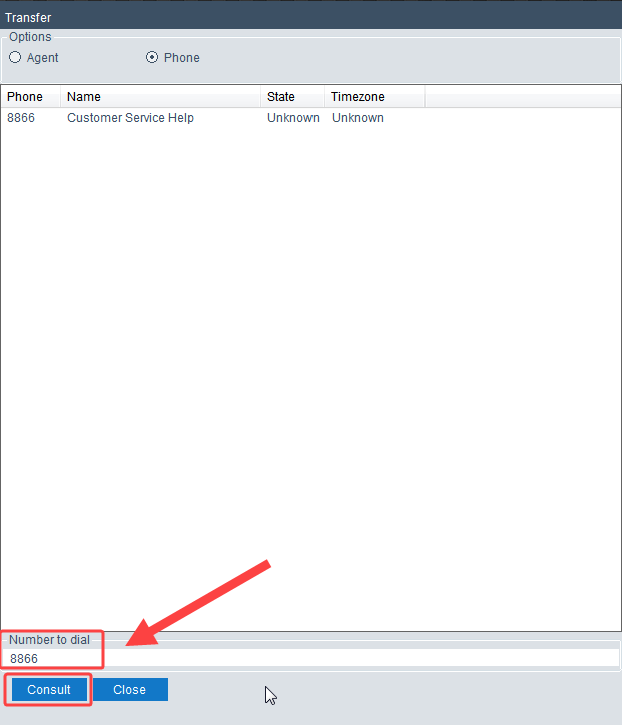 Transfer
Options
Agent Phone
Phone Name State Timezone
8866 Customer Service Help Unknown Unknown
Number to dial
8866
Consult Close